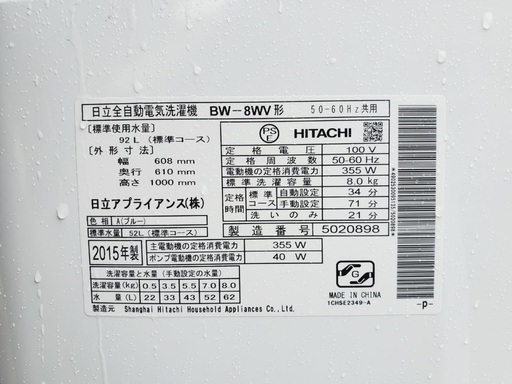 日立全自動電気洗濯機 BW-8WV形 50-60Hz共用
[標準使用水量]
92L (標準コース)
[外形寸法]
幅 608 mm
奥行 610 mm
高さ 1000 mm
日立アプライアンス(株)
色相 A(ブルー)
標準水量 52L (標準コース)
2015年製
主電動機の定格消費電力 355 W
ポンプ電動機の定格消費電力 40 W
洗濯容量と水量 (手動設定の水量)
洗濯容量(kg) 0.5 3.5 5.5 7.0 8.0
水量(L) 22 33 43 52 62
製造元 Shanghai Hitachi Household Appliances Co.,Ltd.
PS
E
HITACHI
定格電圧 100 V
定格周波数 50-60 Hz
電動機の定格消費電力 355 W
標準洗濯容量 8.0 kg
定格時間
標準コース 自動設定 34 分
手動設定 71 分
洗いのみ 21 分
製造番号 5020898
G
MADE IN CHINA
1CHSE2349-A
-p-